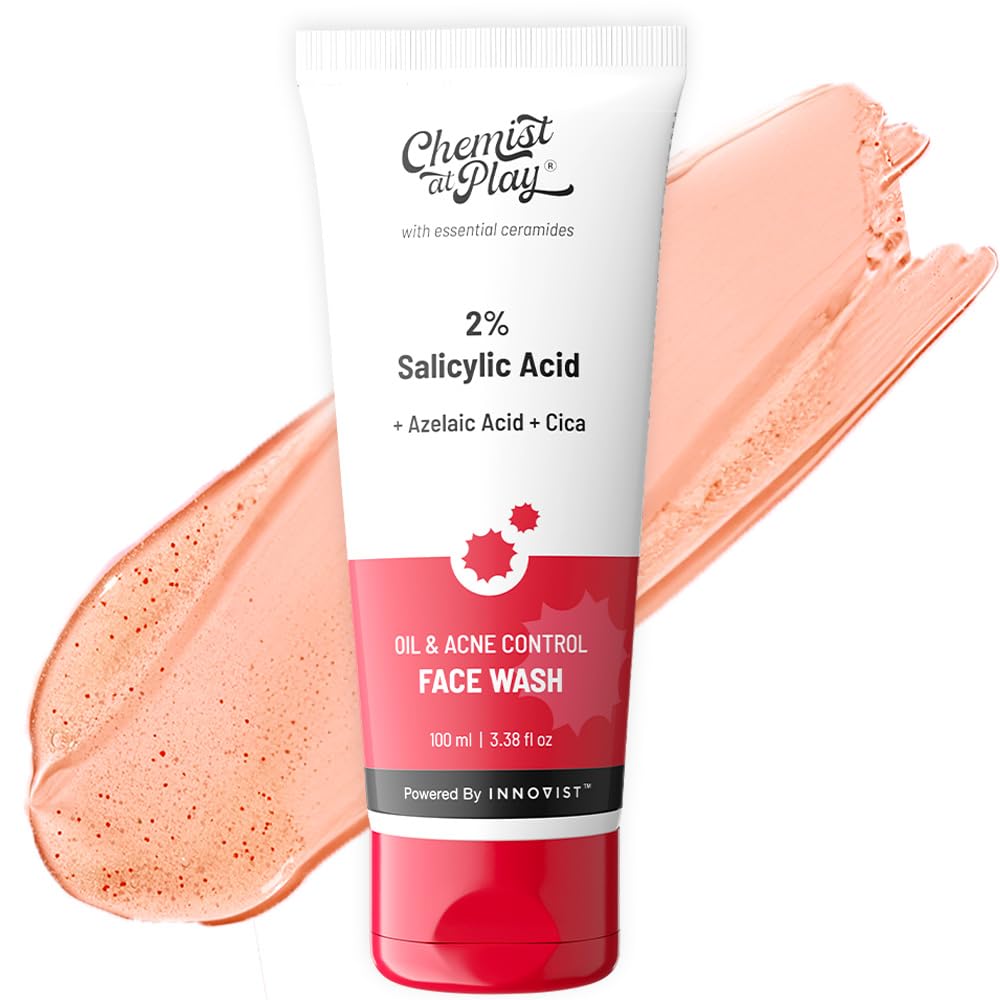 Chemist
at Play®
with essential ceramides
2%
Salicylic Acid
+ Azelaic Acid + Cica
OIL & ACNE CONTROL
FACE WASH
100 ml | 3.38 fl oz
Powered By INNOVIST™